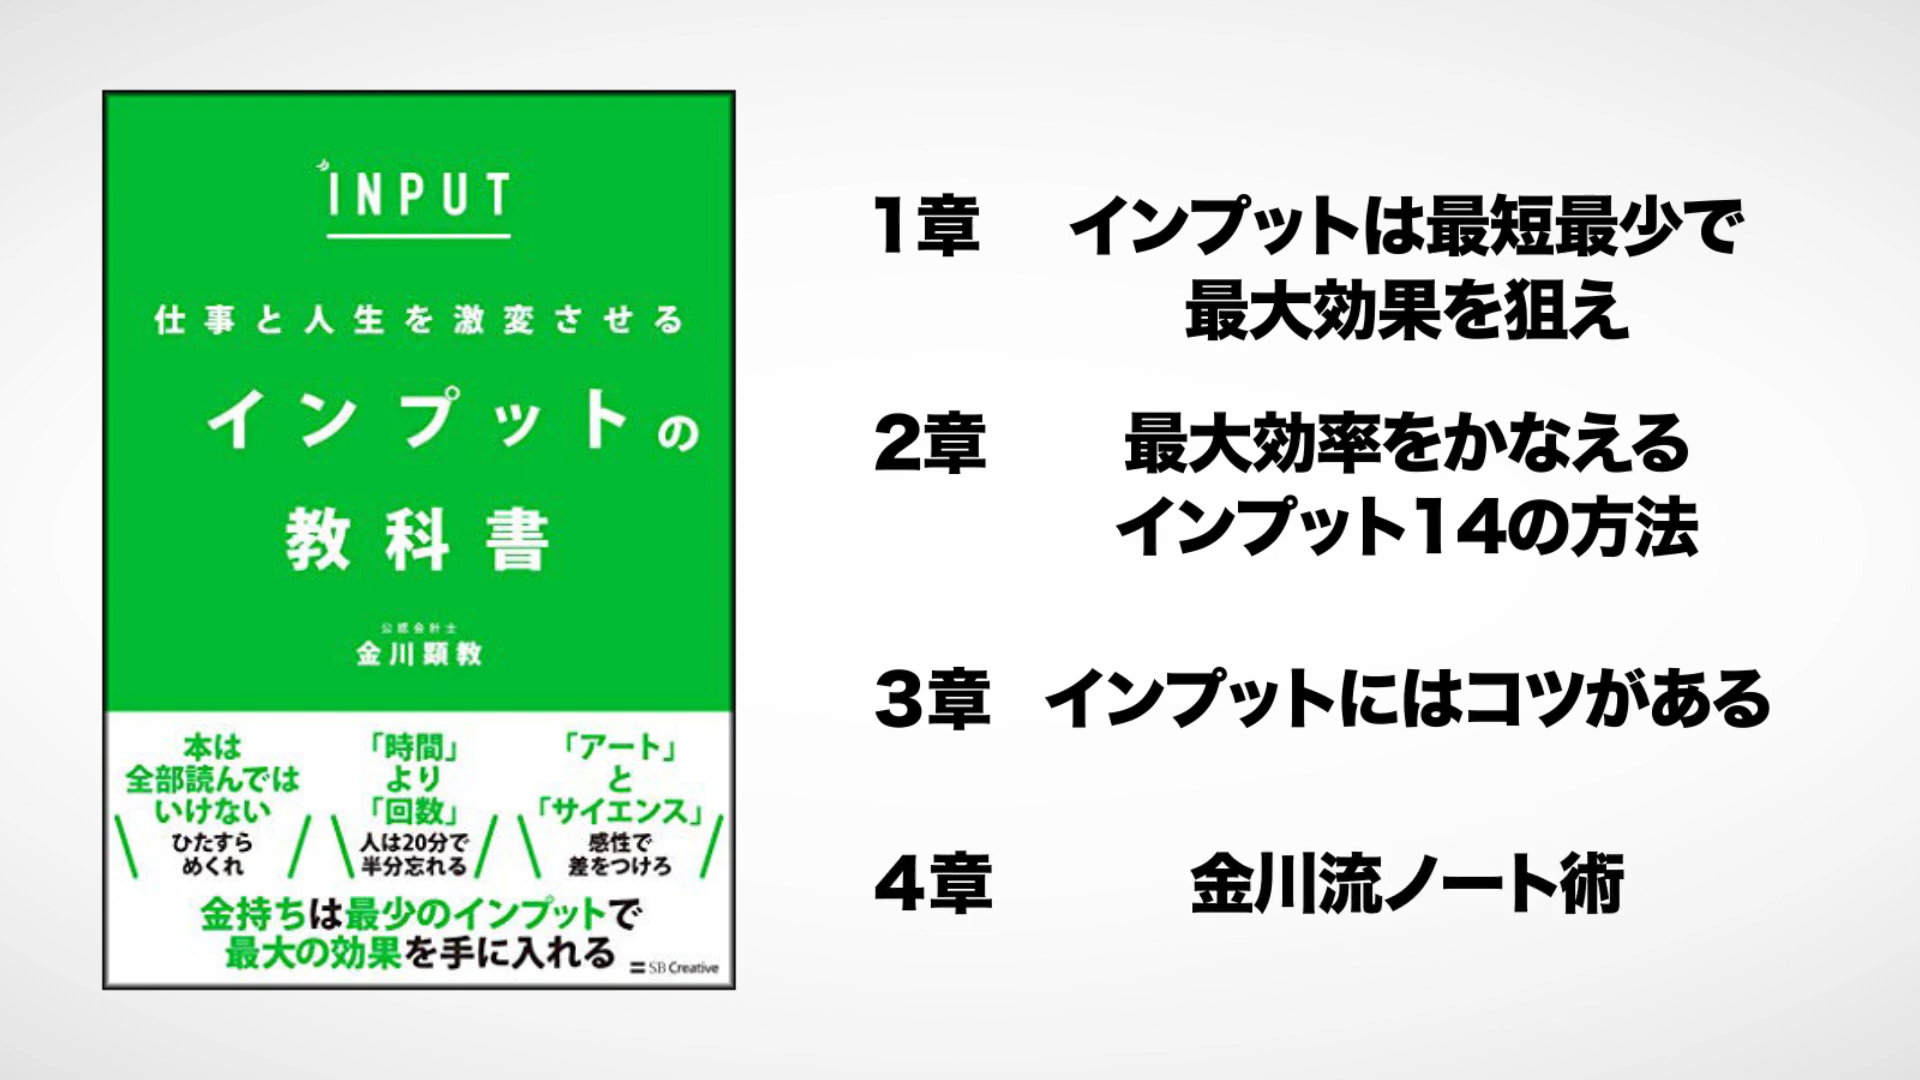 INPUT
仕事と人生を激変させる
インプットの
教科書
公認会計士
金川顕教
本は
全部読んでは
いけない
ひたすら
めくれ
「時間」
より
「回数」
人は20分で
半分忘れる
「アート」
と
「サイエンス」
感性で
差をつけろ
金持ちは最少のインプットで
最大の効果を手に入れる
SB Creative
1章 インプットは最短最少で
最大効果を狙え
2章 最大効率をかなえる
インプット14の方法
3章 インプットにはコツがある
4章 金川流ノート術